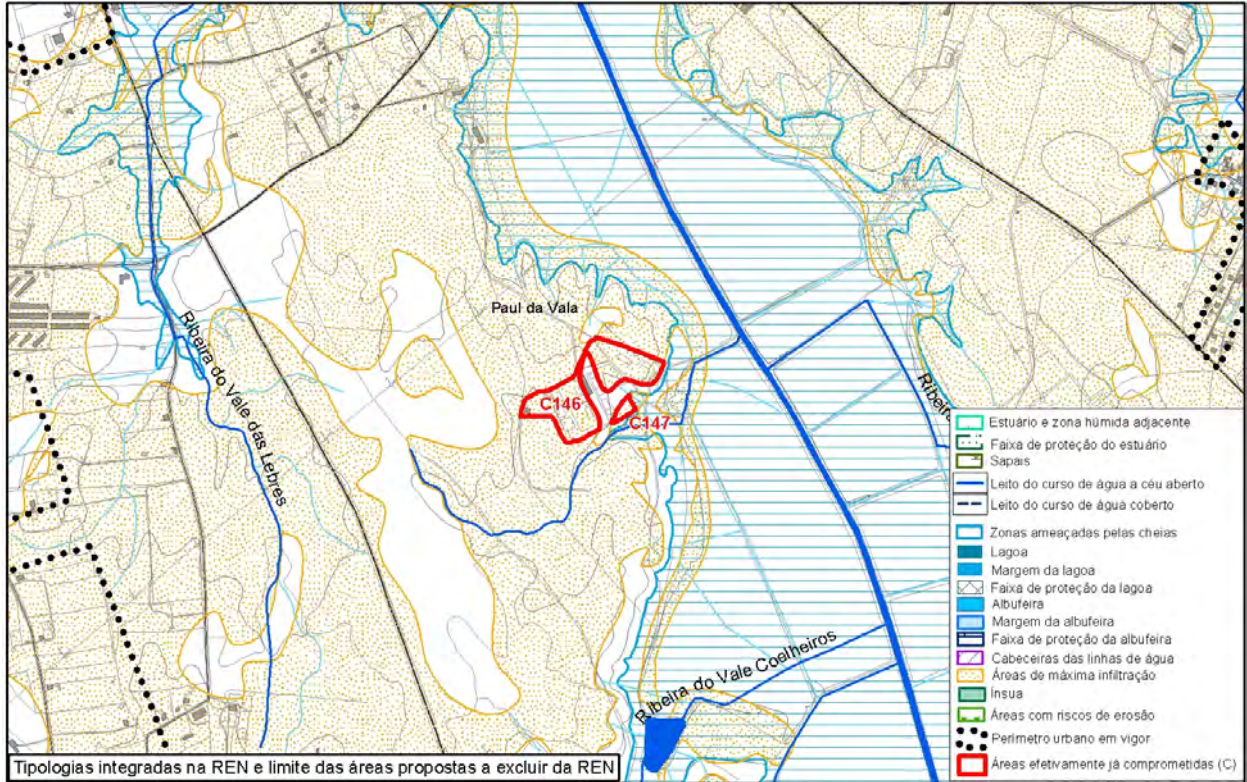 Paul da Vala
Ribeira do Vale das Lebres
C146
C147
Ribeira
Ribeira do Vale Coelheiros
Estuário e zona húmida adjacente
Faixa de proteção do estuário
Sapais
Leito do curso de água a céu aberto
Leito do curso de água coberto
Zonas ameaçadas pelas cheias
Lagoa
Margem da lagoa
Faixa de proteção da lagoa
Albufeira
Margem da albufeira
Faixa de proteção da albufeira
Cabeceiras das linhas de água
Áreas de máxima infiltração
Ínsua
Áreas com riscos de erosão
Perímetro urbano em vigor
Áreas efetivamente já comprometidas (C)
Tipologias integradas na REN e limite das áreas propostas a excluir da REN